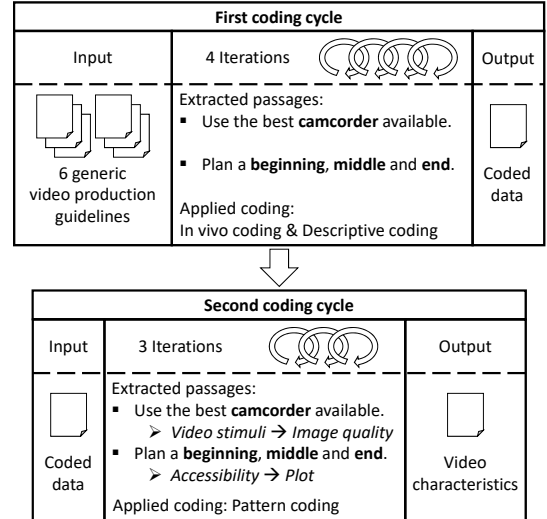 First coding cycle
Input
4 Iterations
Output
6 generic
video production
guidelines
Extracted passages:
▪ Use the best camcorder available.
▪ Plan a beginning, middle and end.
Applied coding:
In vivo coding & Descriptive coding
Coded
data
Second coding cycle
Input
3 Iterations
Output
Coded
data
Extracted passages:
▪ Use the best camcorder available.
➢ Video stimuli → Image quality
▪ Plan a beginning, middle and end.
➢ Accessibility → Plot
Applied coding: Pattern coding
Video
characteristics